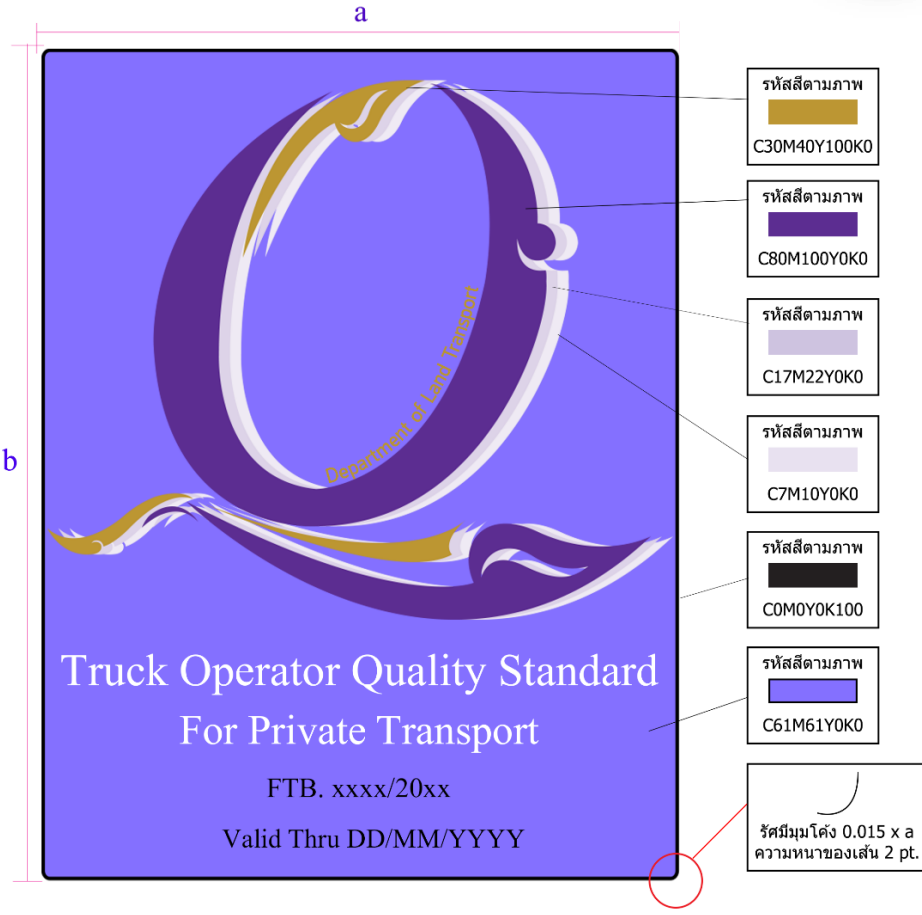 a
b
Department of Land Transport
Truck Operator Quality Standard
For Private Transport
FTB. xxxx/20xx
Valid Thru DD/MM/YYYY
รหัสสีตามภาพ
C30M40Y100K0
รหัสสีตามภาพ
C80M100Y0K0
รหัสสีตามภาพ
C17M22Y0K0
รหัสสีตามภาพ
C7M10Y0K0
รหัสสีตามภาพ
C0M0Y0K100
รหัสสีตามภาพ
C61M61Y0K0
รัศมีมุมโค้ง 0.015 x a
ความหนาของเส้น 2 pt.